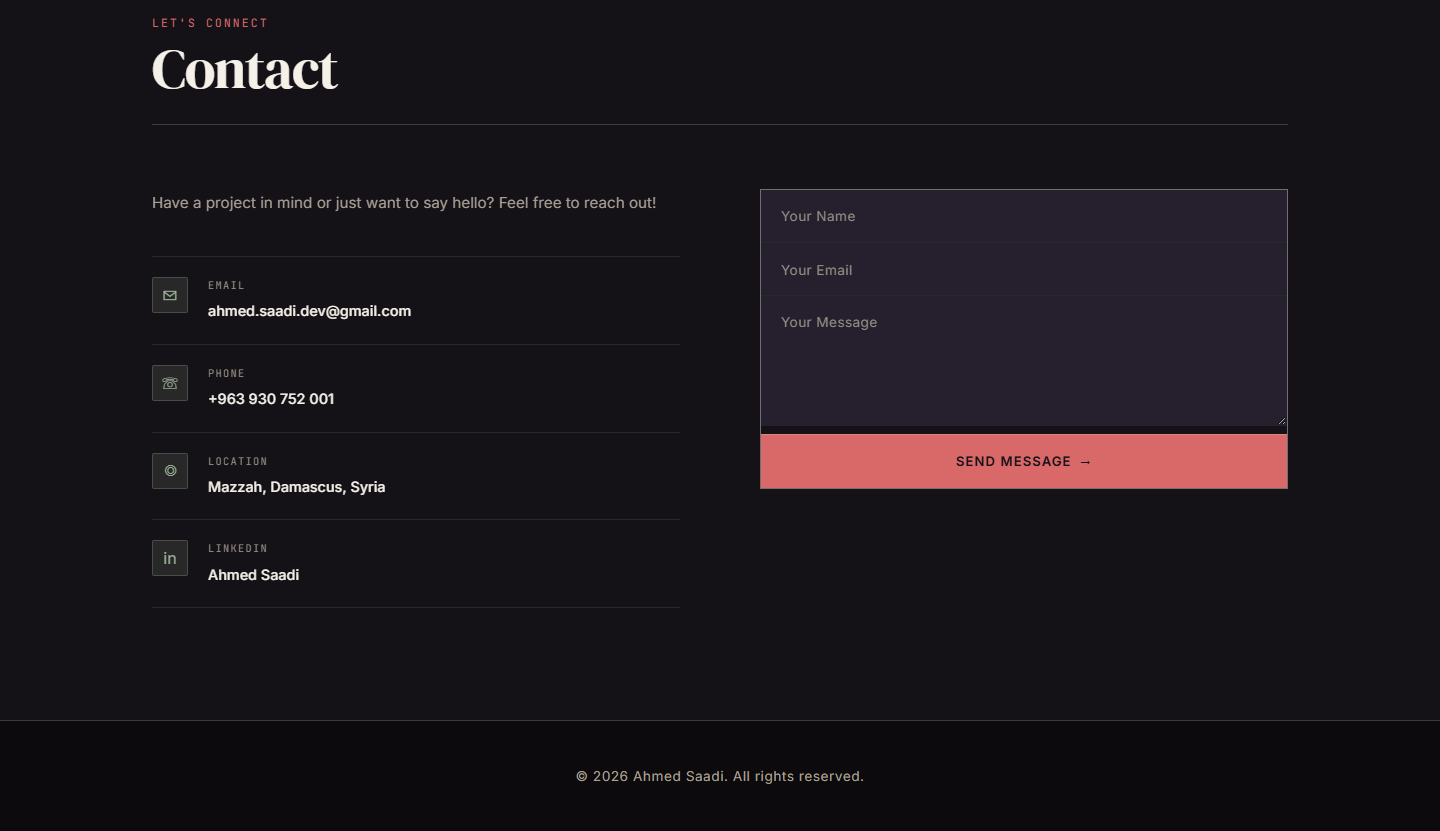 LET'S CONNECT
Contact
Have a project in mind or just want to say hello? Feel free to reach out!
EMAIL
ahmed.saadi.dev@gmail.com
PHONE
+963 930 752 001
LOCATION
Mazzah, Damascus, Syria
in
LINKEDIN
Ahmed Saadi
Your Name
Your Email
Your Message
SEND MESSAGE →
© 2026 Ahmed Saadi. All rights reserved.